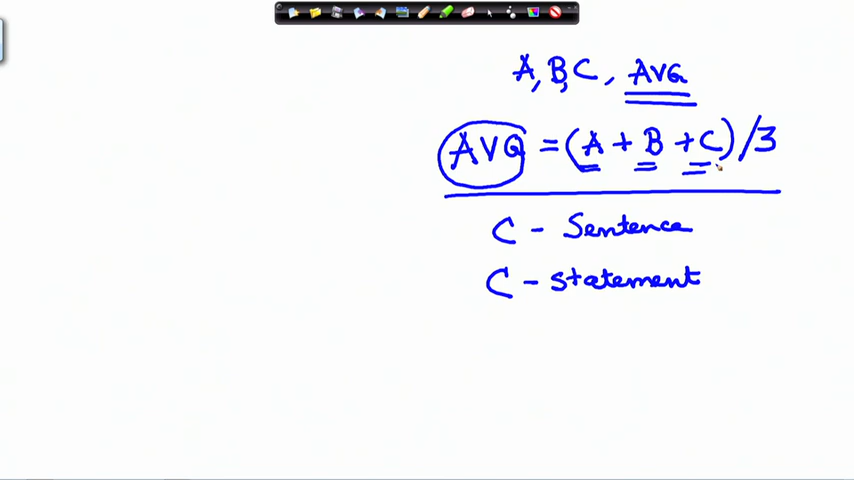 A, B, C, AVG
AVG = (A + B + C) / 3
C - Sentence
C - statement